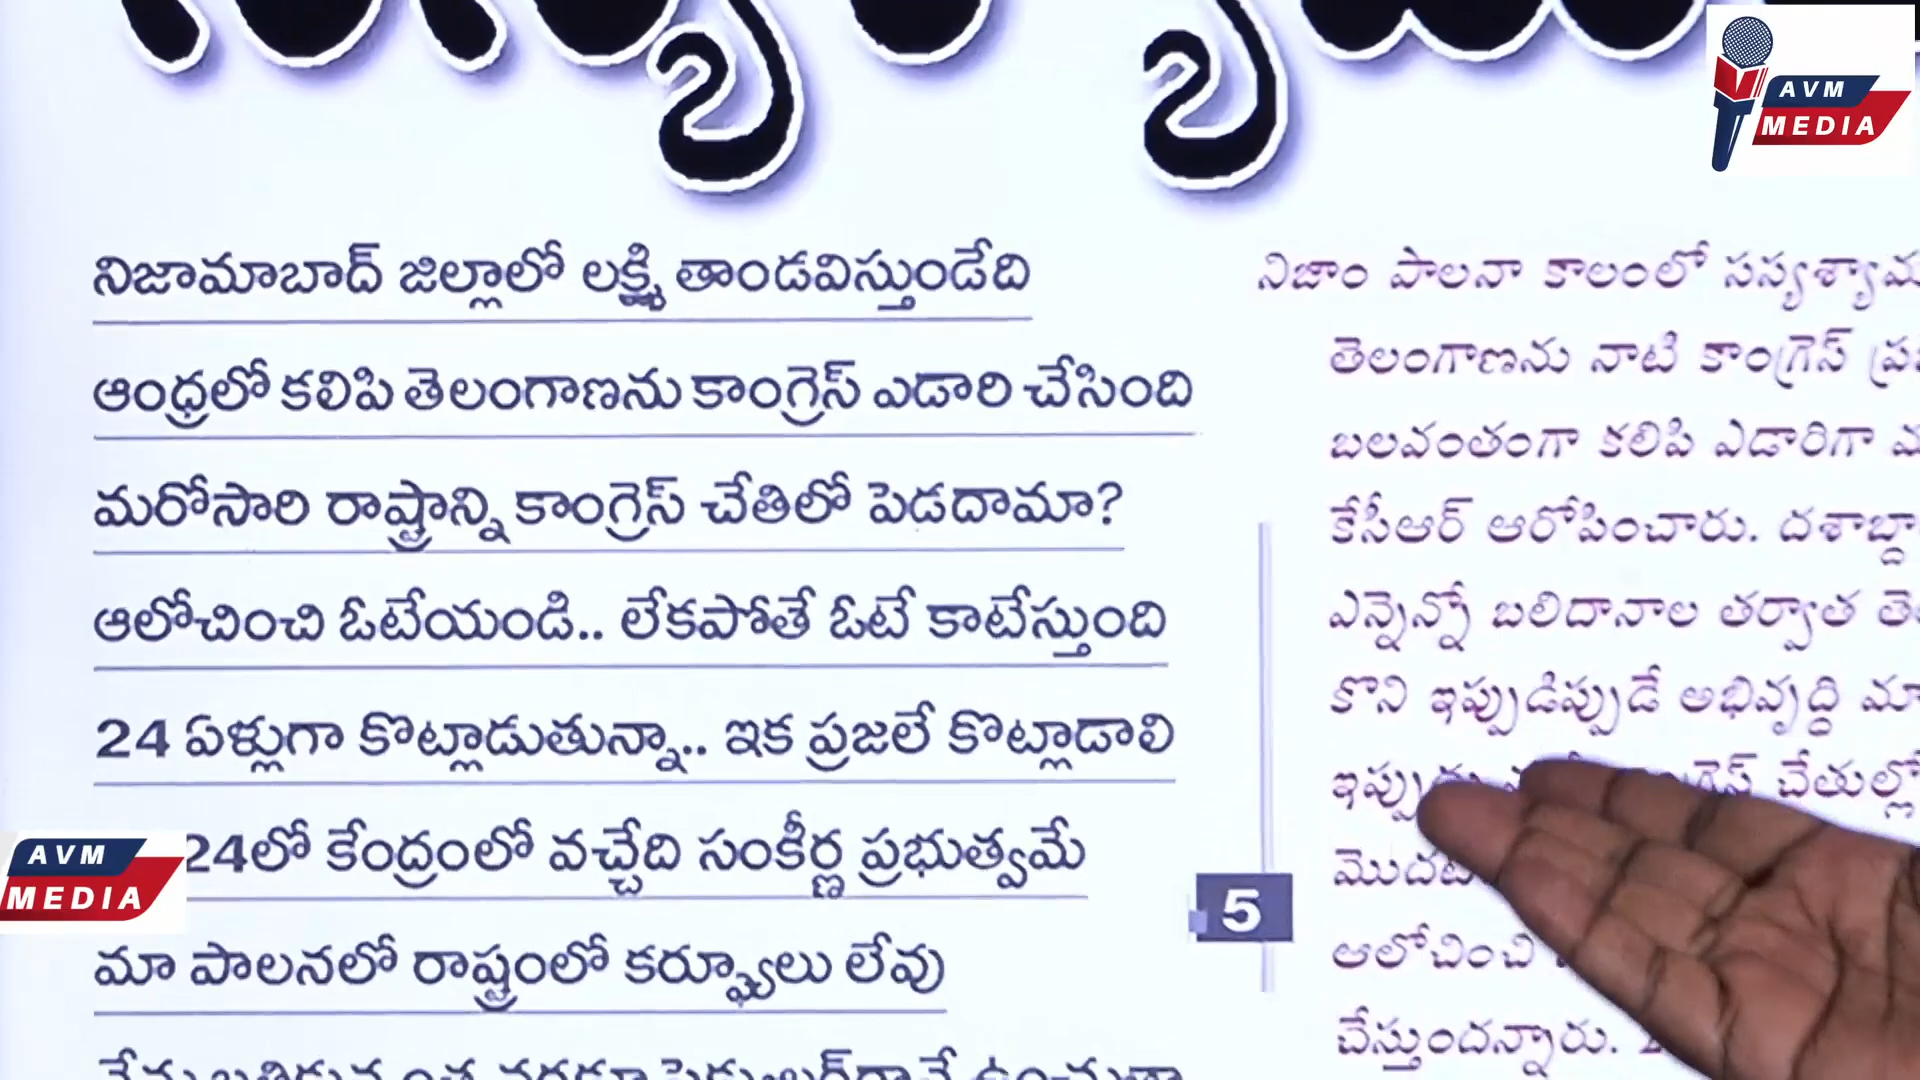 AVM
MEDIA
నిజామాబాద్ జిల్లాలో లక్ష్మి తాండవిస్తుండేది
ఆంధ్రలో కలిపి తెలంగాణను కాంగ్రెస్ ఎడారి చేసింది
మరోసారి రాష్ట్రాన్ని కాంగ్రెస్ చేతిలో పెడదామా?
ఆలోచించి ఓటేయండి.. లేకపోతే ఓటే కాటేస్తుంది
24 ఏళ్లుగా కొట్లాడుతున్నా.. ఇక ప్రజలే కొట్లాడాలి
24లో కేంద్రంలో వచ్చేది సంకీర్ణ ప్రభుత్వమే
మా పాలనలో రాష్ట్రంలో కర్ఫ్యూలు లేవు
AVM
MEDIA
5
నిజాం పాలనా కాలంలో
తెలంగాణను నాటి కాంగ్రెస్
బలవంతంగా కలిపి ఎడారిగా
కేసీఆర్ ఆరోపించారు.
ఎన్నెన్నో బలిదానాల తర్వాత
కొని ఇప్పుడిప్పుడే అభివృద్ధి
చేతుల్లో
ఆలోచించి
చేస్తుందన్నారు.